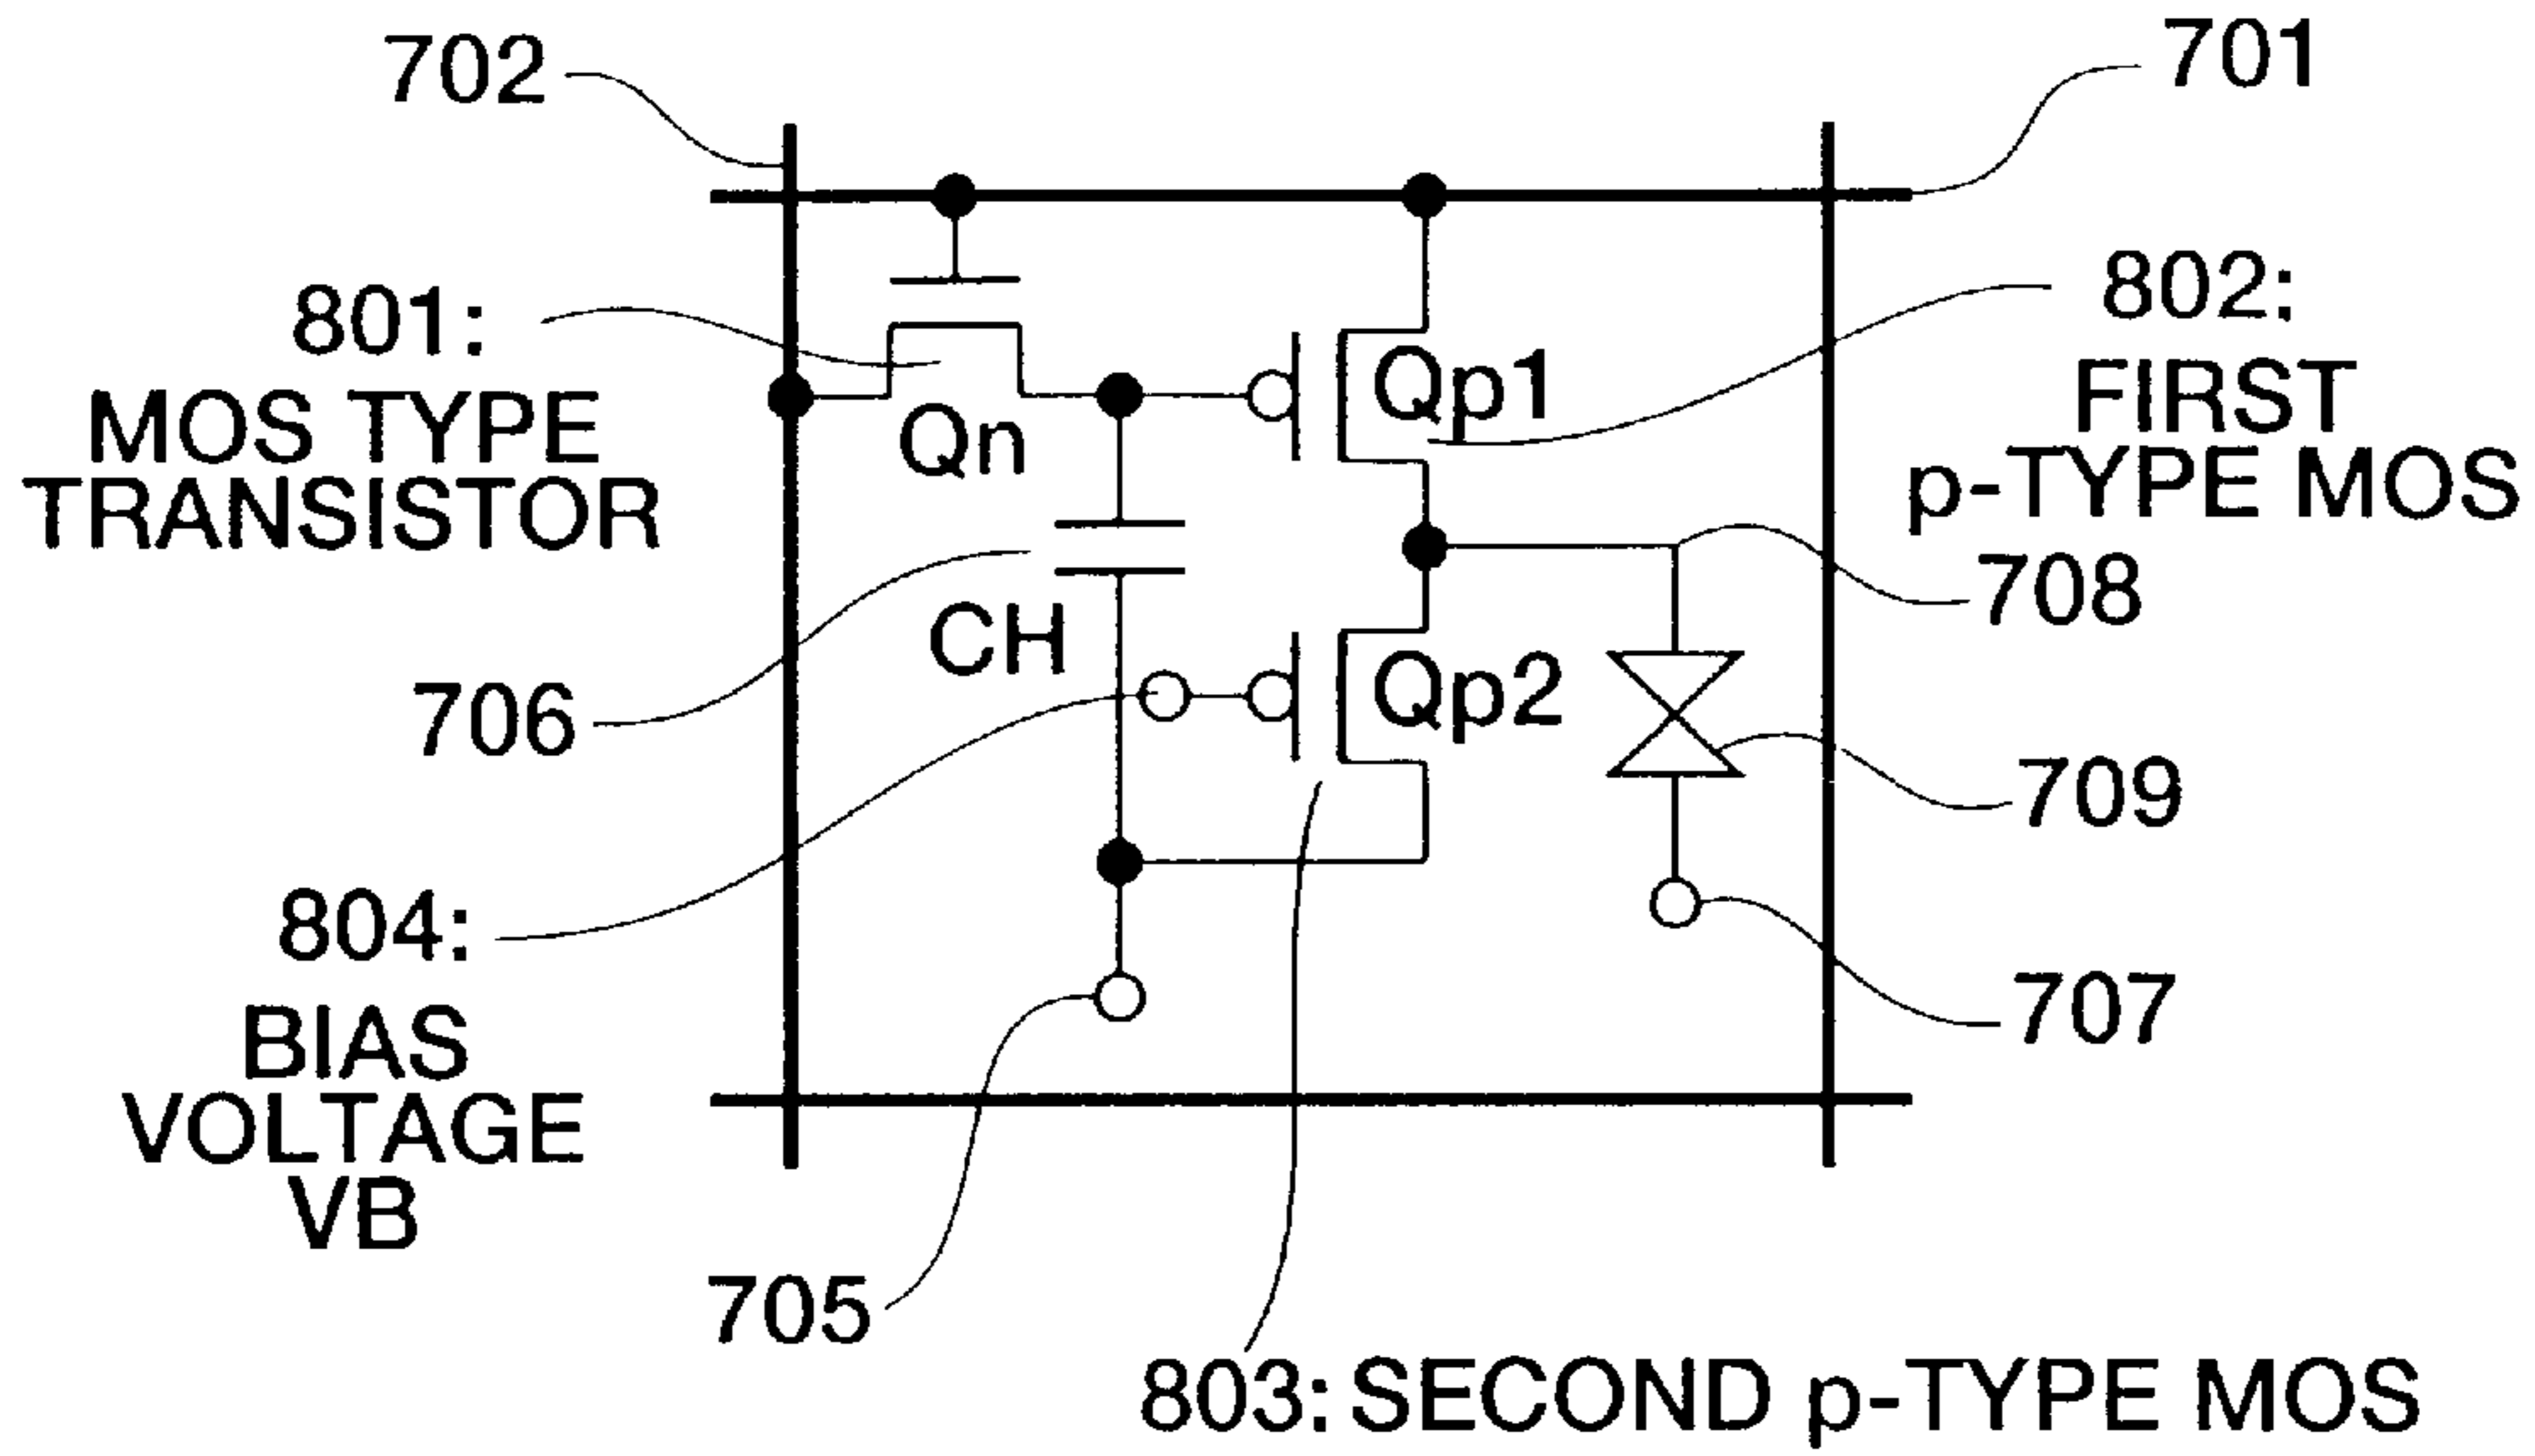 702
701
801:
MOS TYPE
TRANSISTOR
Qn
Qp1
802:
FIRST
p-TYPE MOS
708
CH
706
Qp2
709
804:
BIAS
VOLTAGE
VB
707
705
803: SECOND p-TYPE MOS